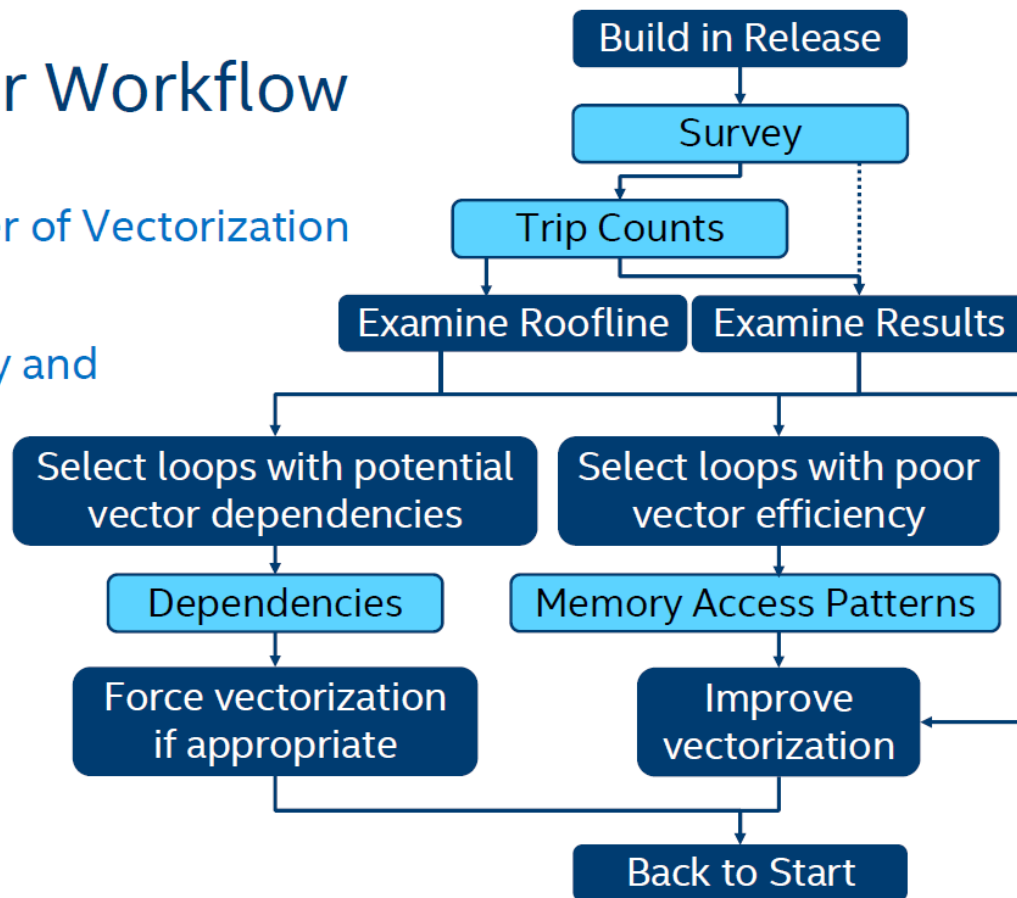 r Workflow
r of Vectorization
y and
Build in Release
Survey
Trip Counts
Examine Roofline
Examine Results
Select loops with potential
vector dependencies
Select loops with poor
vector efficiency
Dependencies
Memory Access Patterns
Force vectorization
if appropriate
Improve
vectorization
Back to Start